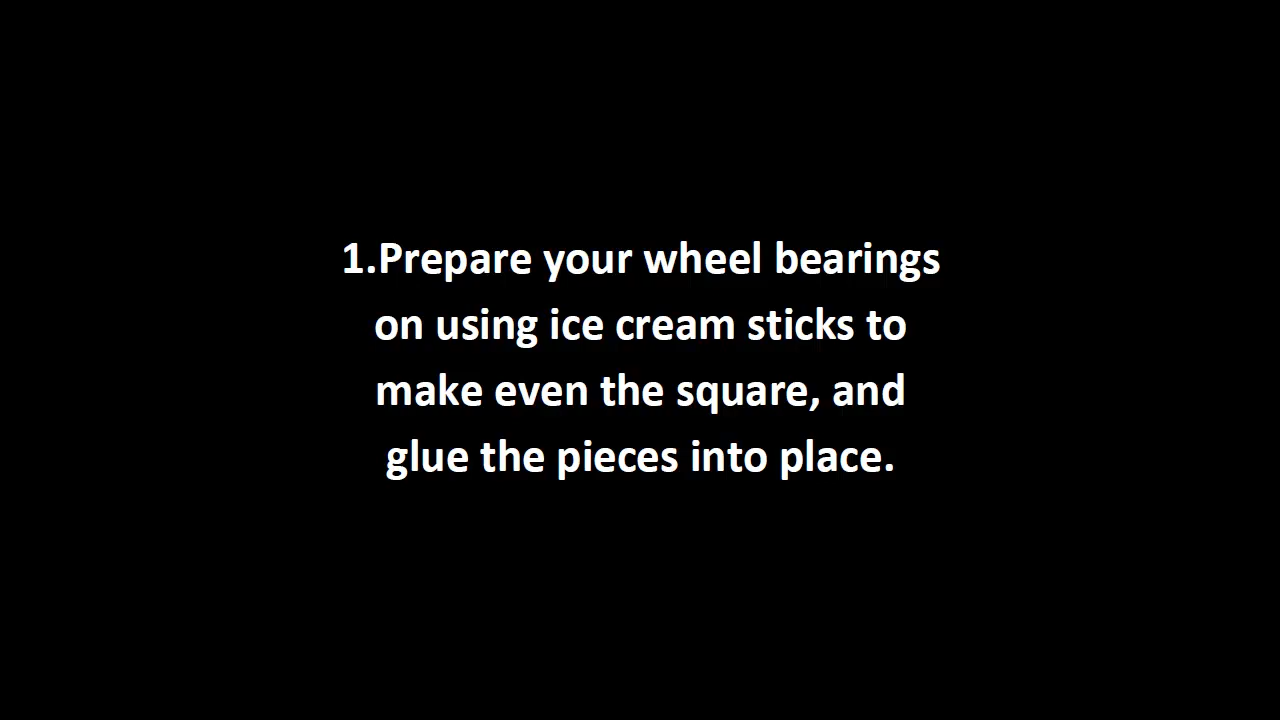 1.Prepare your wheel bearings
on using ice cream sticks to
make even the square, and
glue the pieces into place.